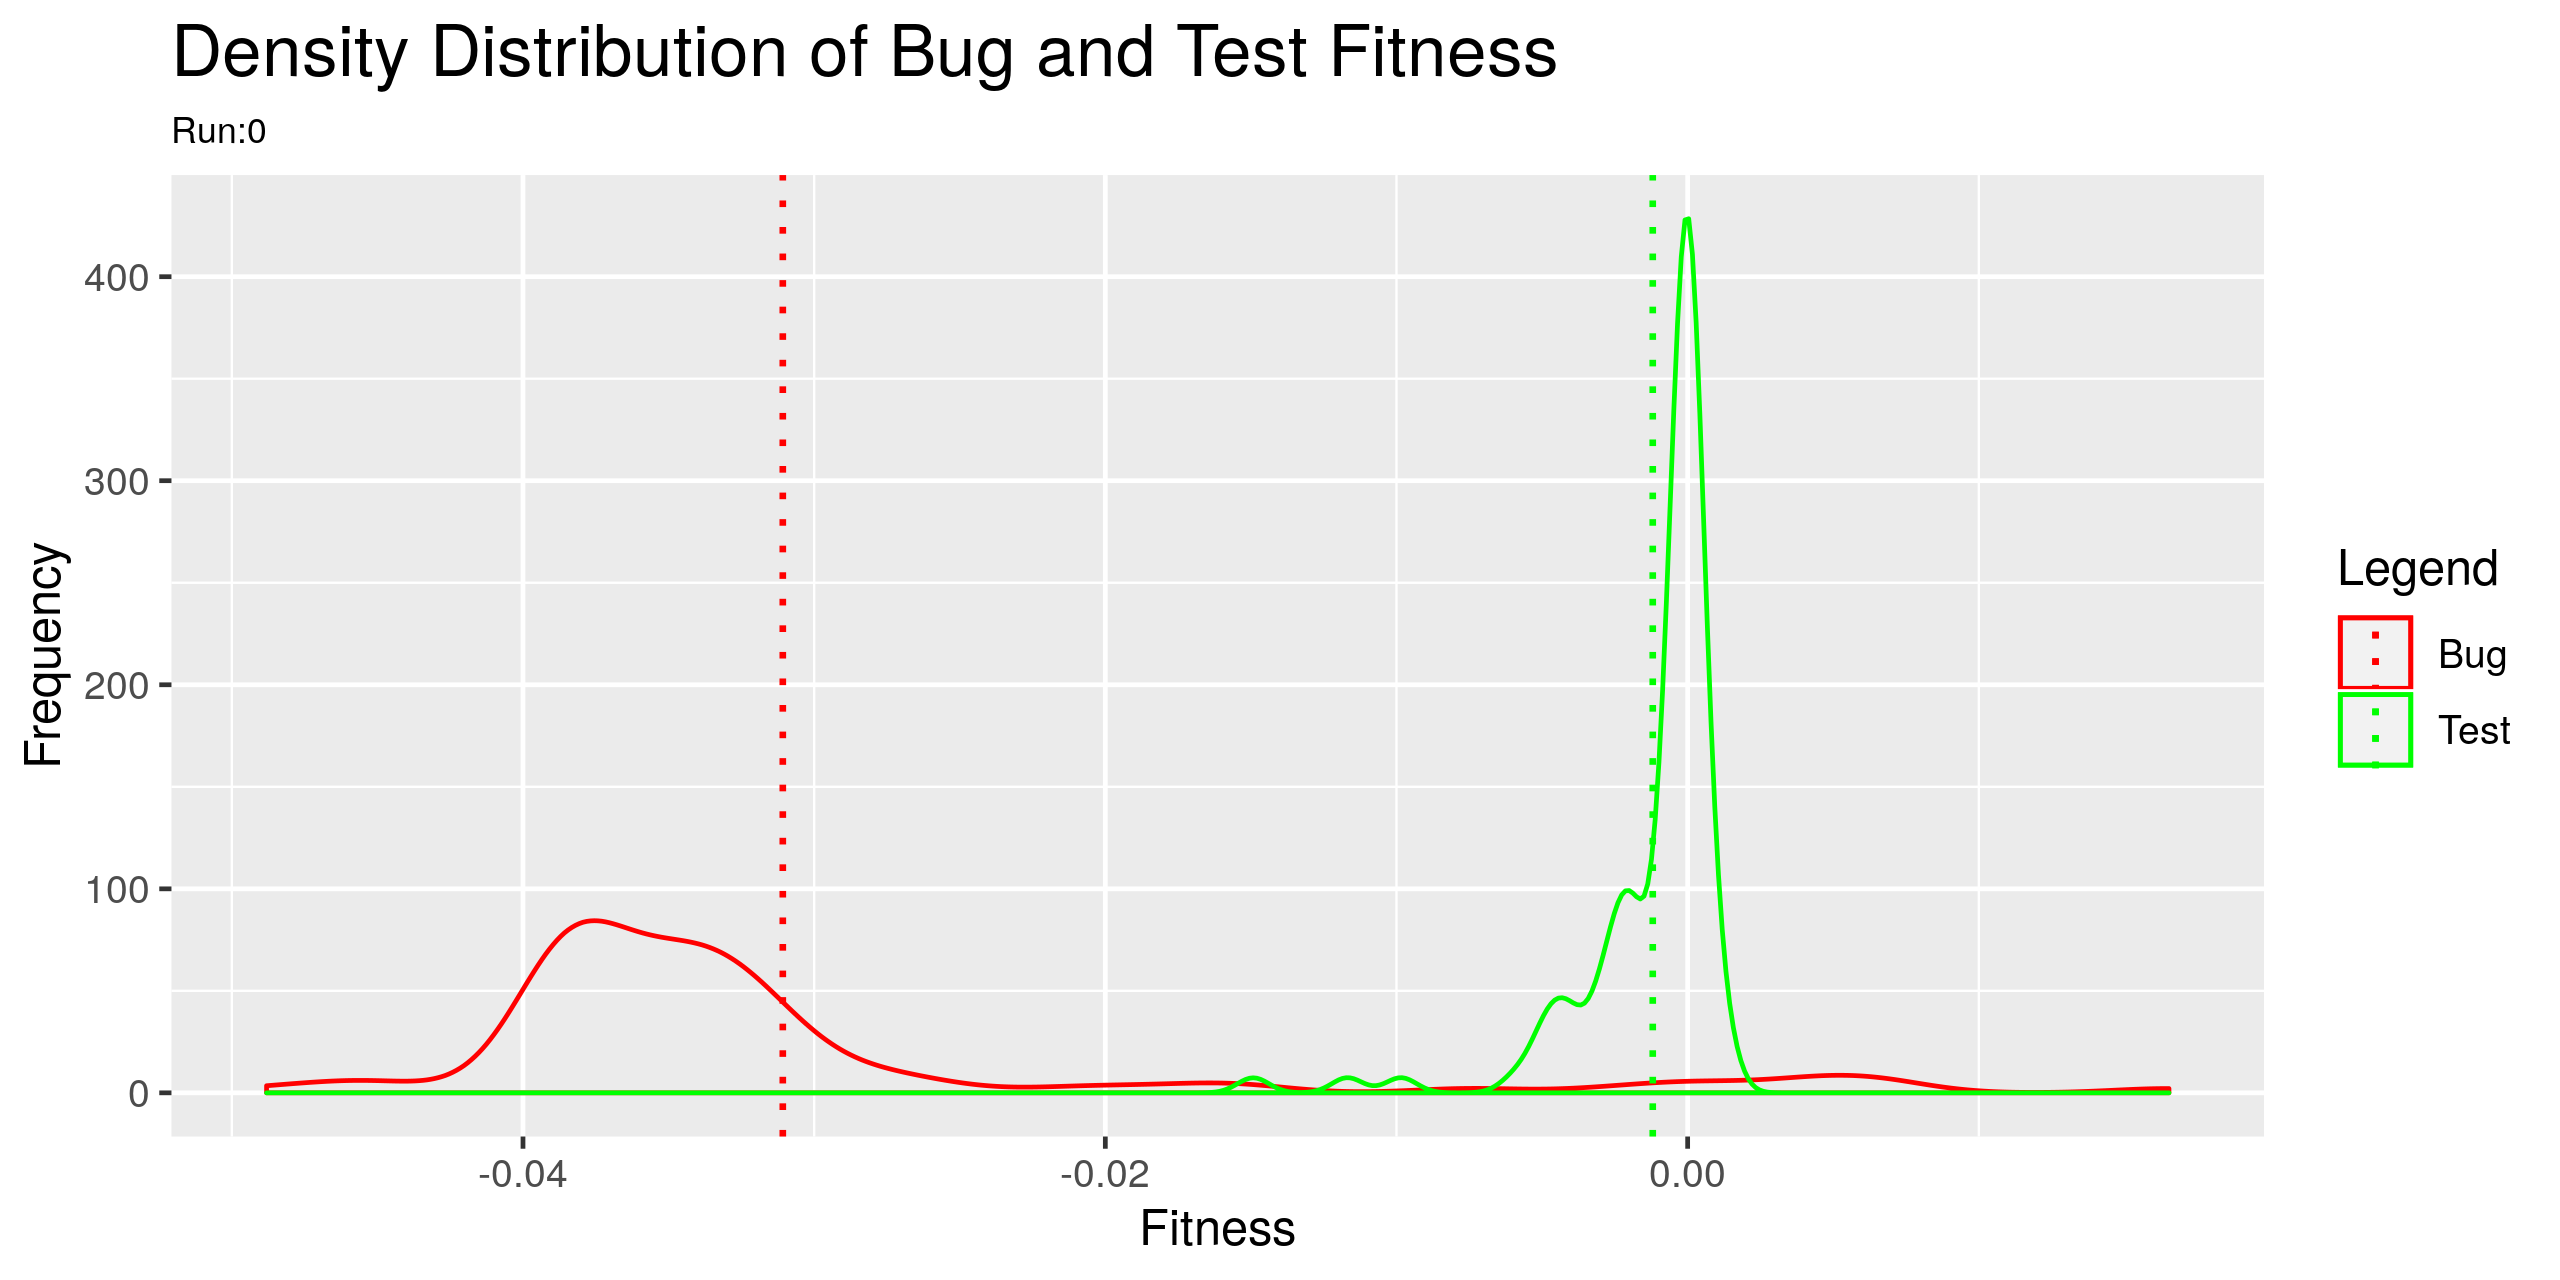 Density Distribution of Bug and Test Fitness
Run:0
400
300
200
100
0
Frequency
-0.04
-0.02
0.00
Fitness
Legend
Bug
Test